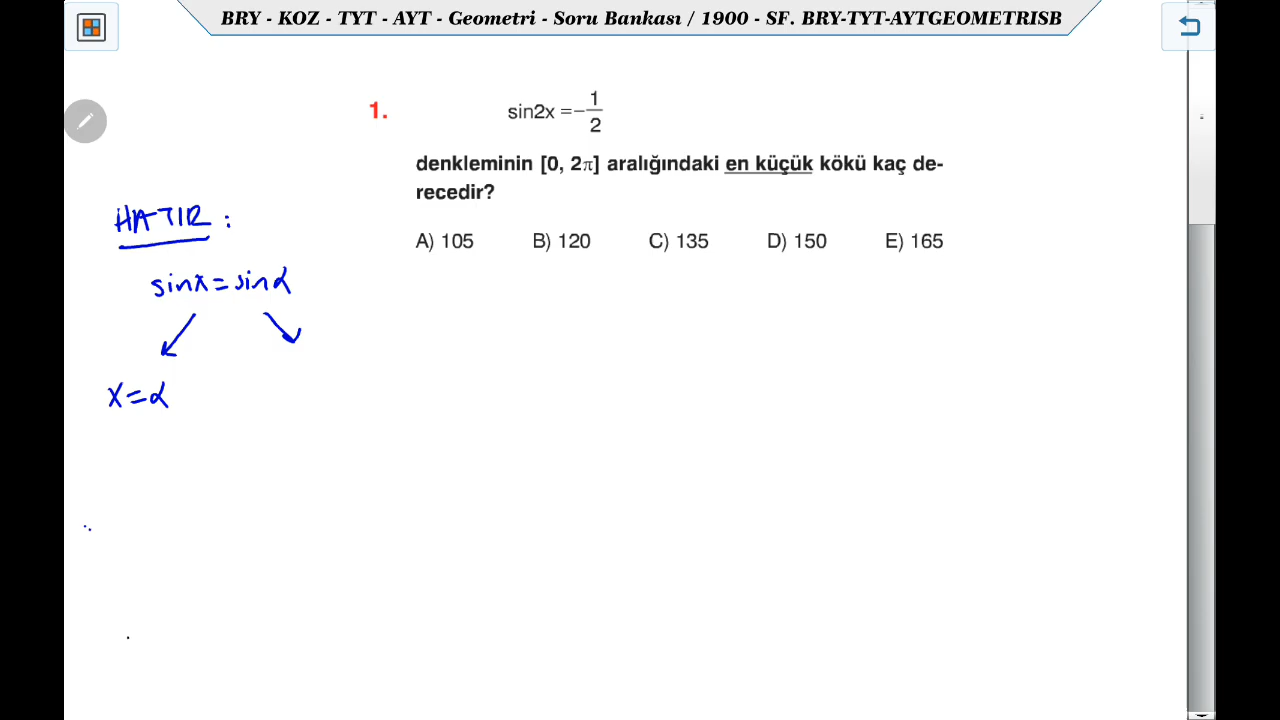 BRY - KOZ - TYT - AYT - Geometri - Soru Bankası / 1900 - SF. BRY-TYT-AYTGEOMETRISB
1.
sin2x =-1/2
denkleminin [0, 2π] aralığındaki en küçük kökü kaç de-
recedir?
A) 105 B) 120 C) 135 D) 150 E) 165
HATIR :
sinx=sinα
x=α